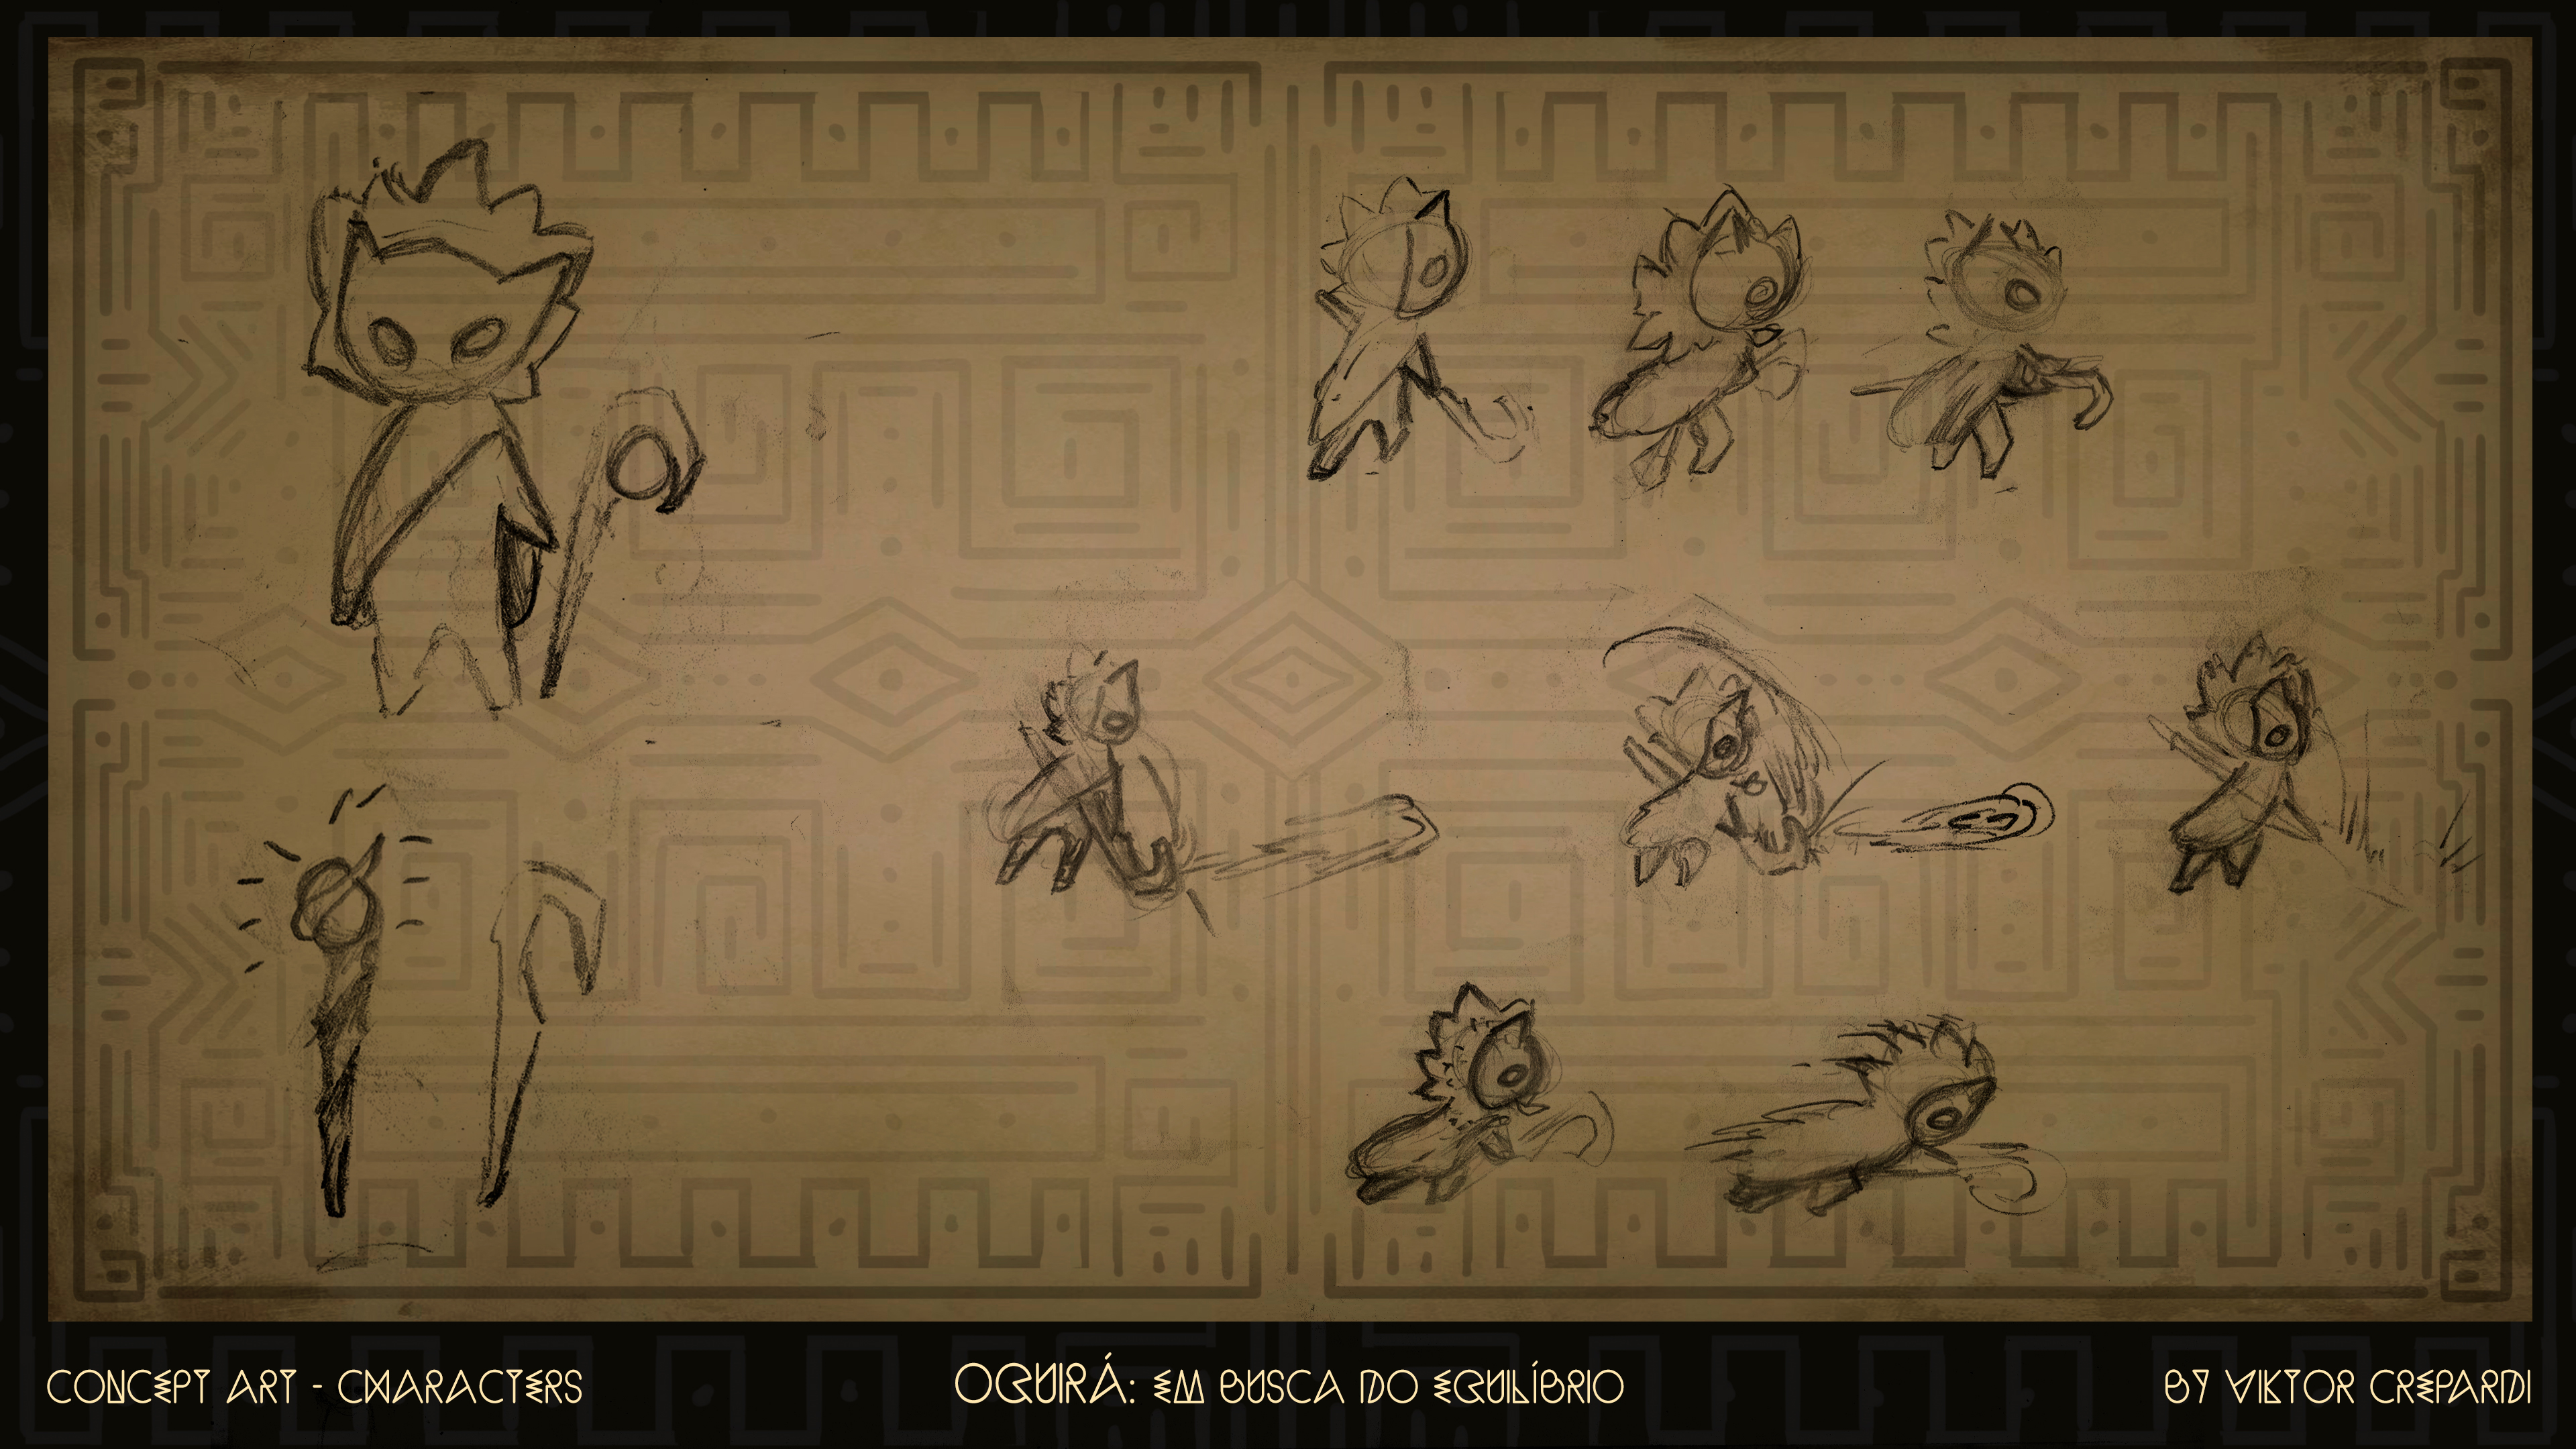 CONCEPT ART - CHARACTERS
OQUIRÁ: EM BUSCA DO EQUILÍBRIO
BY VIKTOR CREPARDI